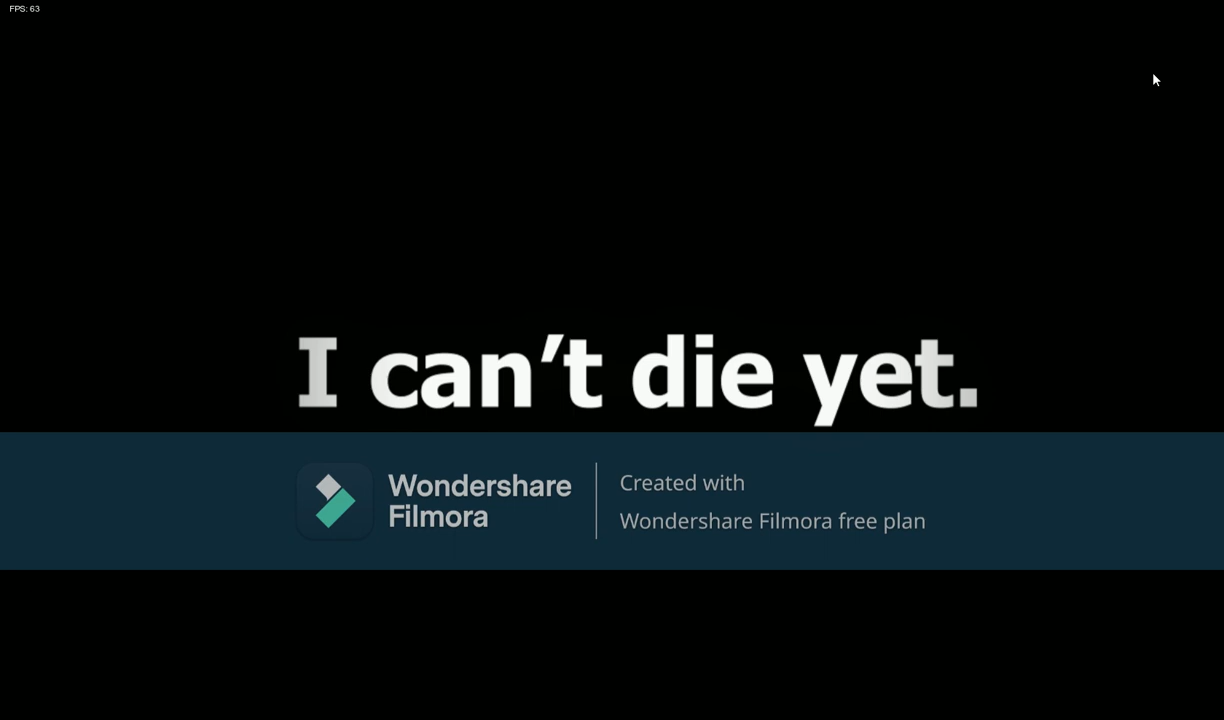 FPS: 63
I can’t die yet.
Wondershare
Filmora
Created with
Wondershare Filmora free plan